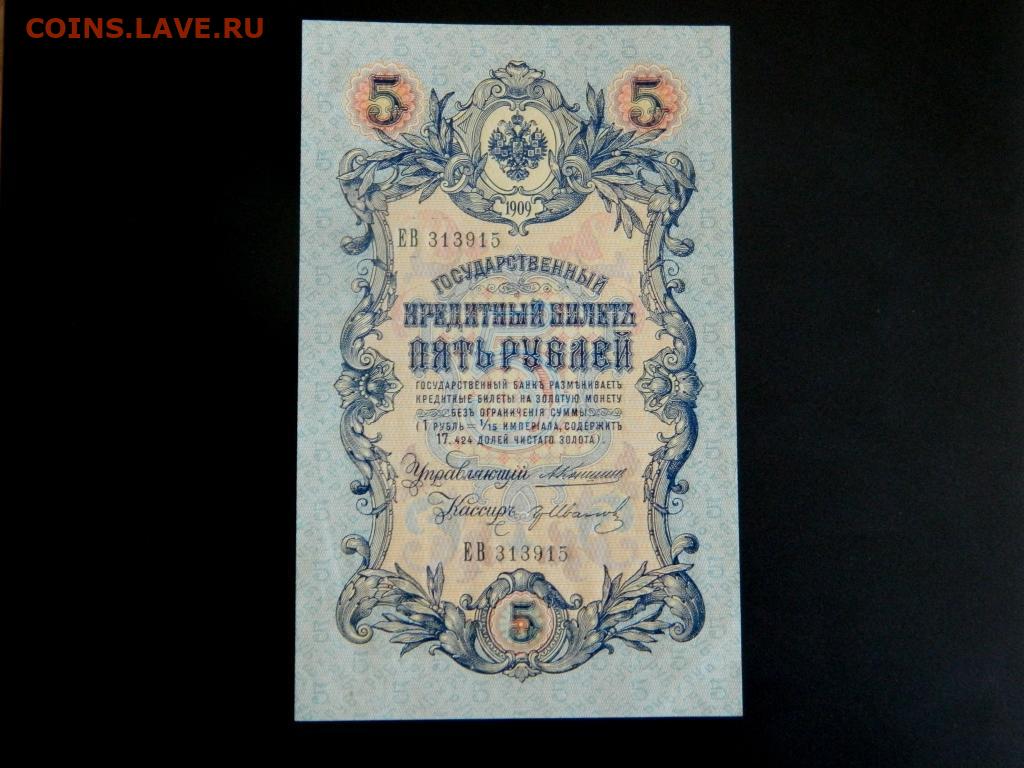 COINS.LAVE.RU
5 5
1909
ЕВ 313915
ГОСУДАРСТВЕННЫЙ
КРЕДИТНЫЙ БИЛЕТЪ
ПЯТЬ РУБЛЕЙ
ГОСУДАРСТВЕННЫЙ БАНКЪ РАЗМѢНИВАЕТЪ
КРЕДИТНЫЕ БИЛЕТЫ НА ЗОЛОТУЮ МОНЕТУ
БЕЗЪ ОГРАНИЧЕНІЯ СУММЫ
(1 РУБЛЬ = 1/15 ИМПЕРІАЛА, СОДЕРЖИТЪ
17,424 ДОЛЕЙ ЧИСТАГО ЗОЛОТА).
Управляющій АКоншинъ
Кассиръ ГрИвановъ
ЕВ 313915
5